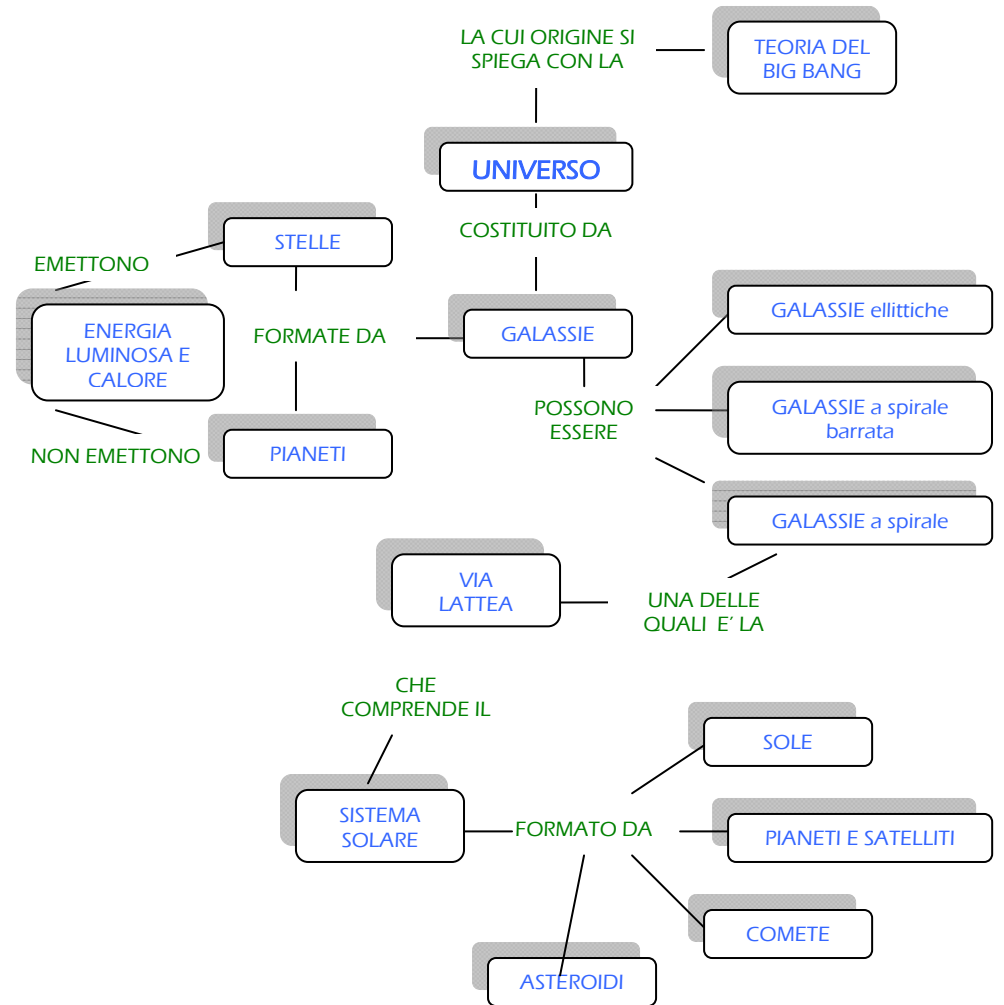 LA CUI ORIGINE SI
SPIEGA CON LA
TEORIA DEL
BIG BANG
UNIVERSO
COSTITUITO DA
STELLE
EMETTONO
ENERGIA
LUMINOSA E
CALORE
FORMATE DA
GALASSIE
GALASSIE ellittiche
POSSONO
ESSERE
GALASSIE a spirale
barrata
NON EMETTONO
PIANETI
GALASSIE a spirale
VIA
LATTEA
UNA DELLE
QUALI E' LA
CHE
COMPRENDE IL
SOLE
SISTEMA
SOLARE
FORMATO DA
PIANETI E SATELLITI
COMETE
ASTEROIDI